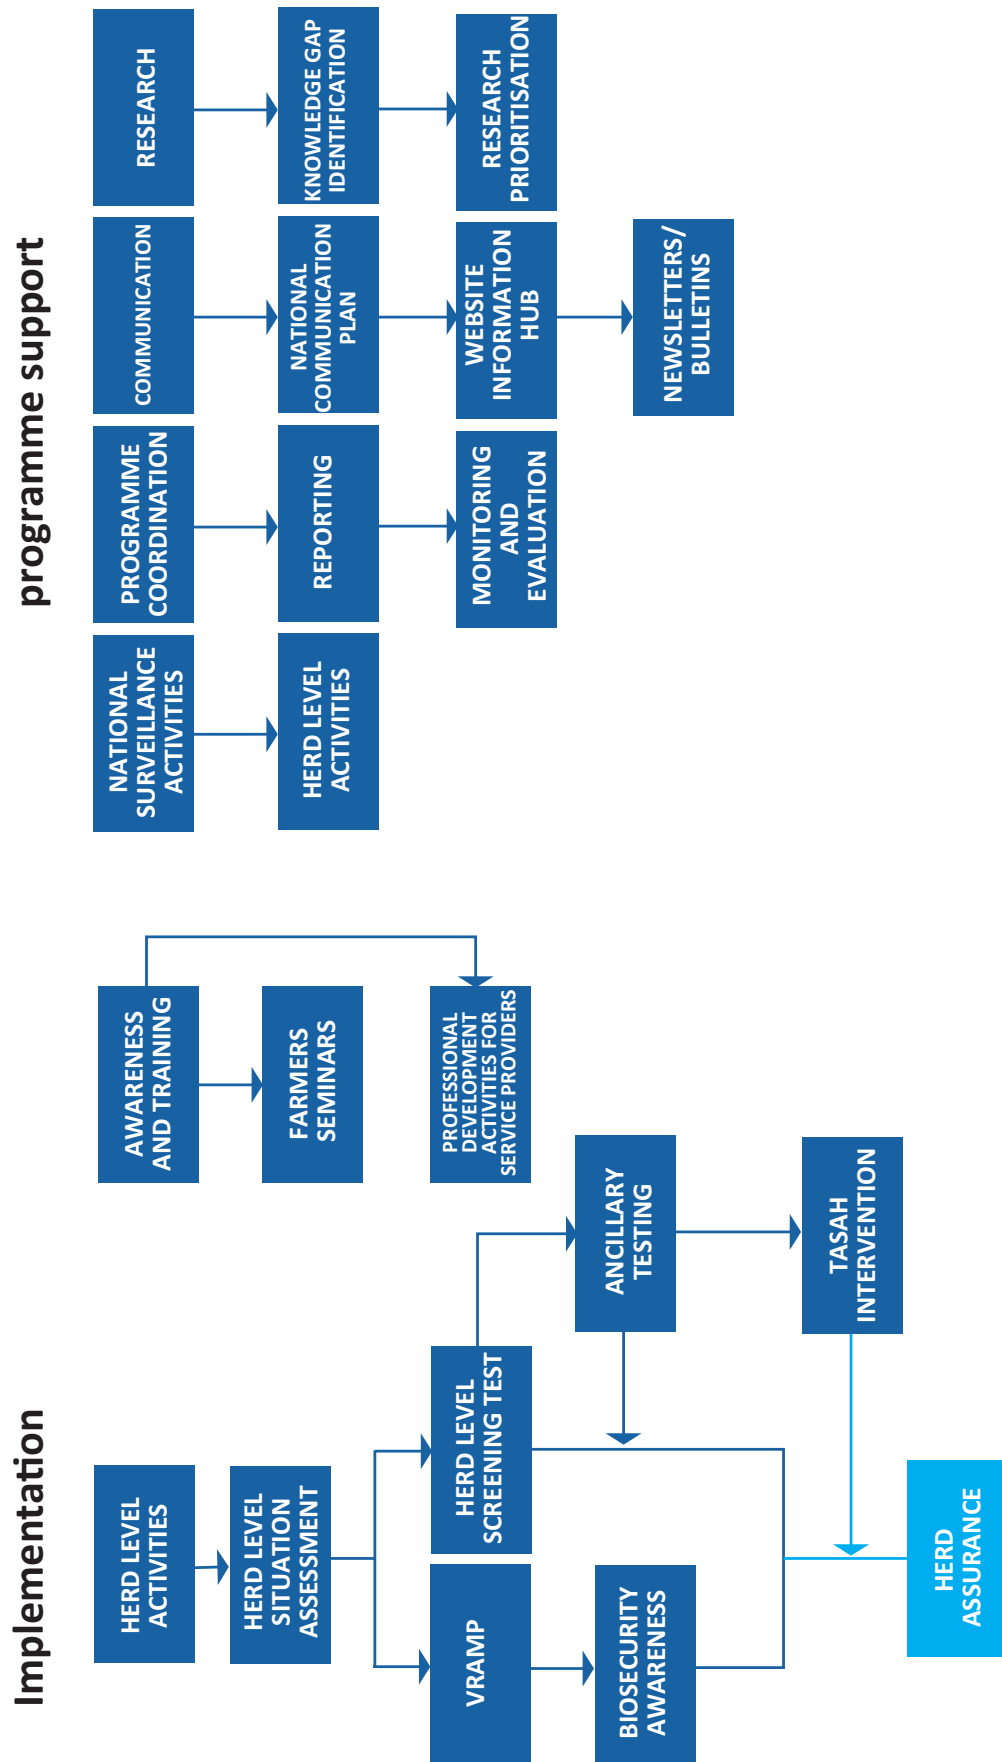 Implementation
HERD LEVEL
ACTIVITIES
HERD LEVEL
SITUATION
ASSESSMENT
VRAMP
HERD LEVEL
SCREENING TEST
BIOSECURITY
AWARENESS
ANCILLARY
TESTING
TASAH
INTERVENTION
HERD
ASSURANCE
AWARENESS
AND TRAINING
FARMERS
SEMINARS
PROFESSIONAL
DEVELOPMENT
ACTIVITIES FOR
SERVICE PROVIDERS
programme support
NATIONAL
SURVEILLANCE
ACTIVITIES
HERD LEVEL
ACTIVITIES
PROGRAMME
COORDINATION
REPORTING
MONITORING
AND
EVALUATION
COMMUNICATION
NATIONAL
COMMUNICATION
PLAN
WEBSITE
INFORMATION
HUB
NEWSLETTERS/
BULLETINS
RESEARCH
KNOWLEDGE GAP
IDENTIFICATION
RESEARCH
PRIORITISATION